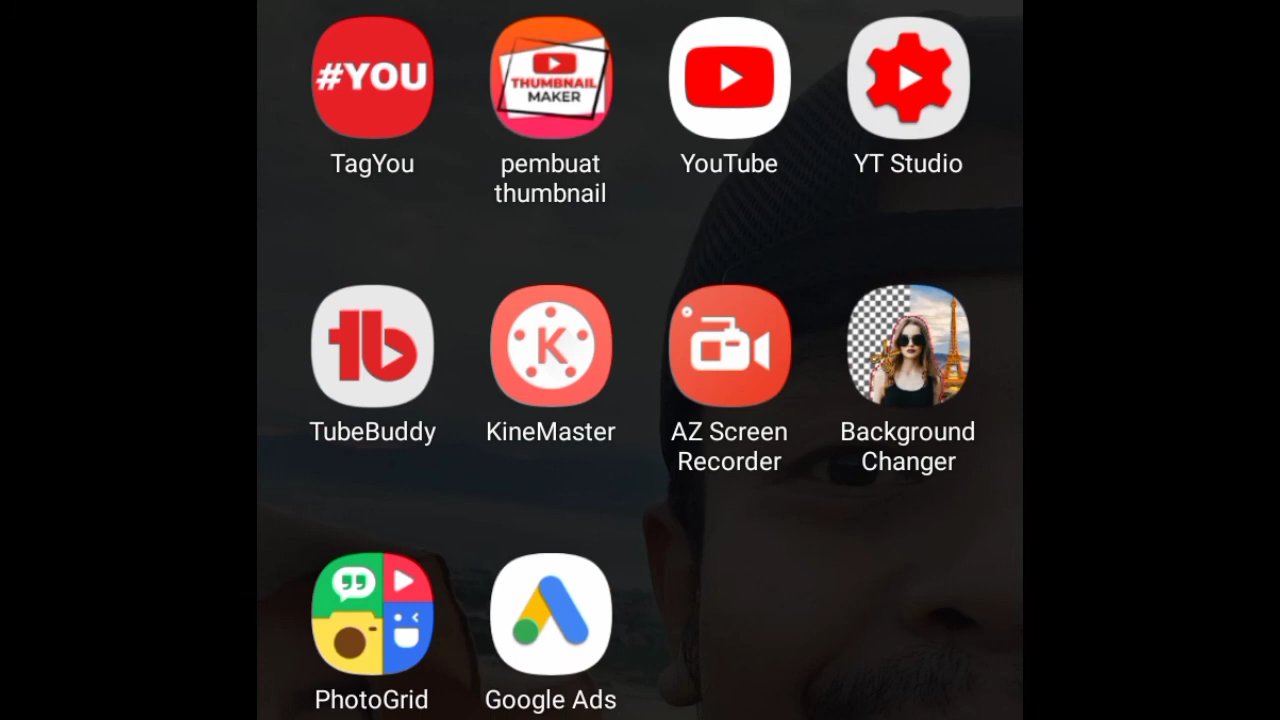 #YOU
THUMBNAIL
MAKER
TagYou
pembuat
thumbnail
YouTube
YT Studio
tb
K
TubeBuddy
KineMaster
AZ Screen
Recorder
Background
Changer
PhotoGrid
Google Ads